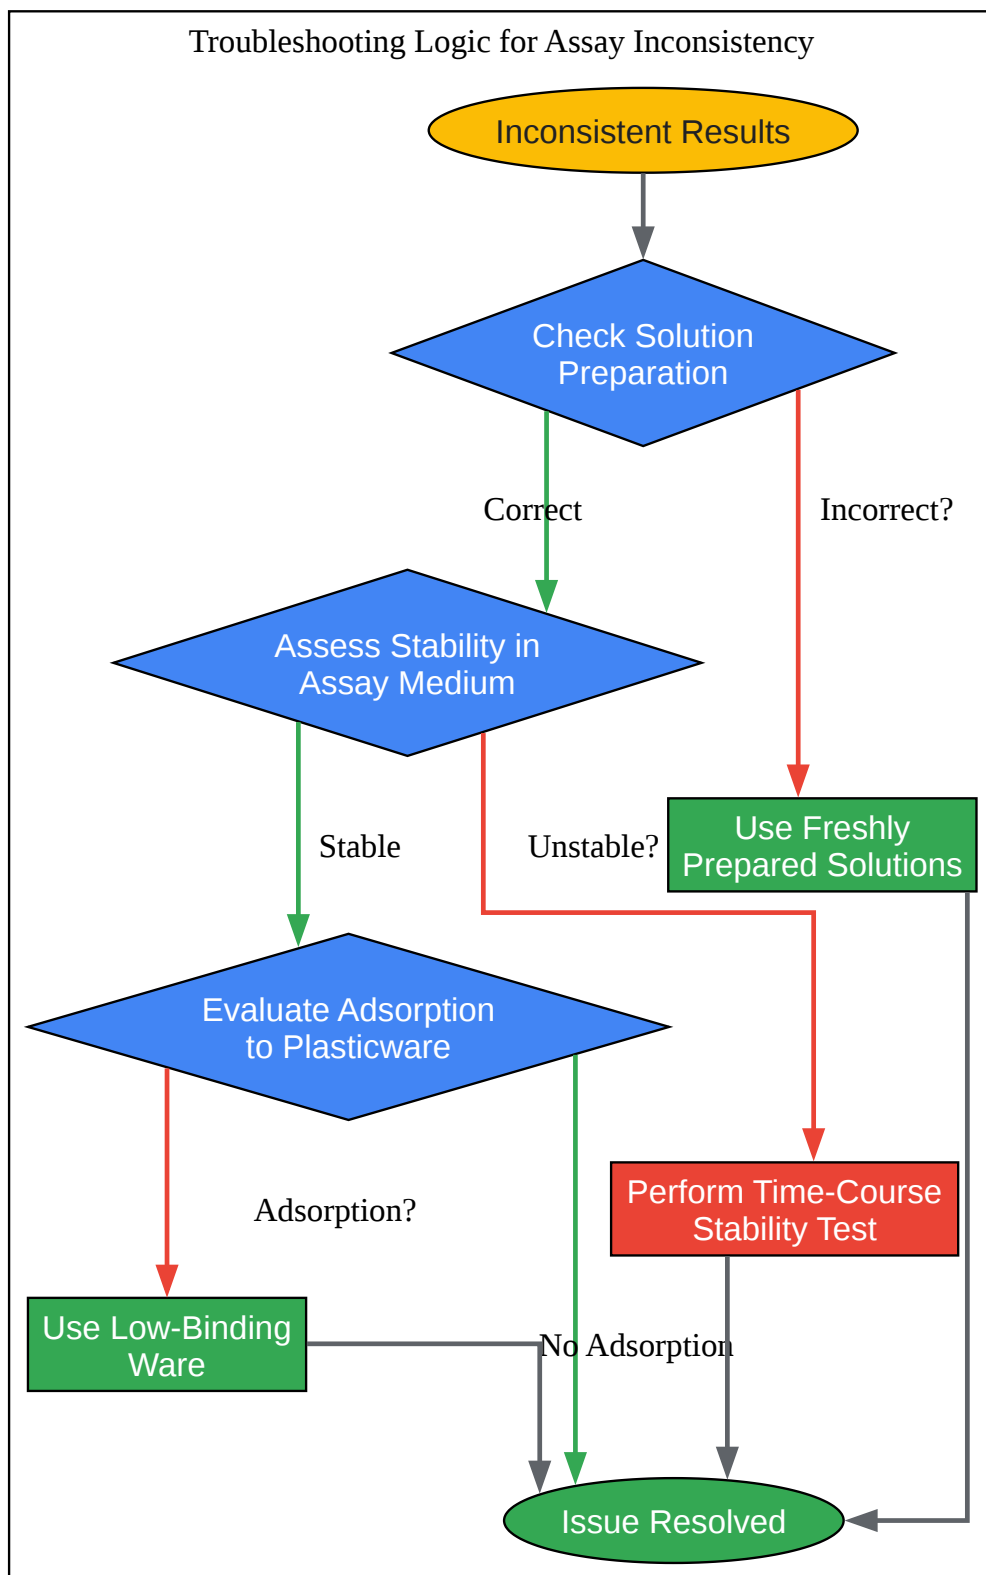 Troubleshooting Logic for Assay Inconsistency
Inconsistent Results
Check Solution
Preparation
Correct
Incorrect?
Assess Stability in
Assay Medium
Stable
Unstable?
Use Freshly
Prepared Solutions
Evaluate Adsorption
to Plasticware
Adsorption?
Perform Time-Course
Stability Test
Use Low-Binding
Ware
No Adsorption
Issue Resolved